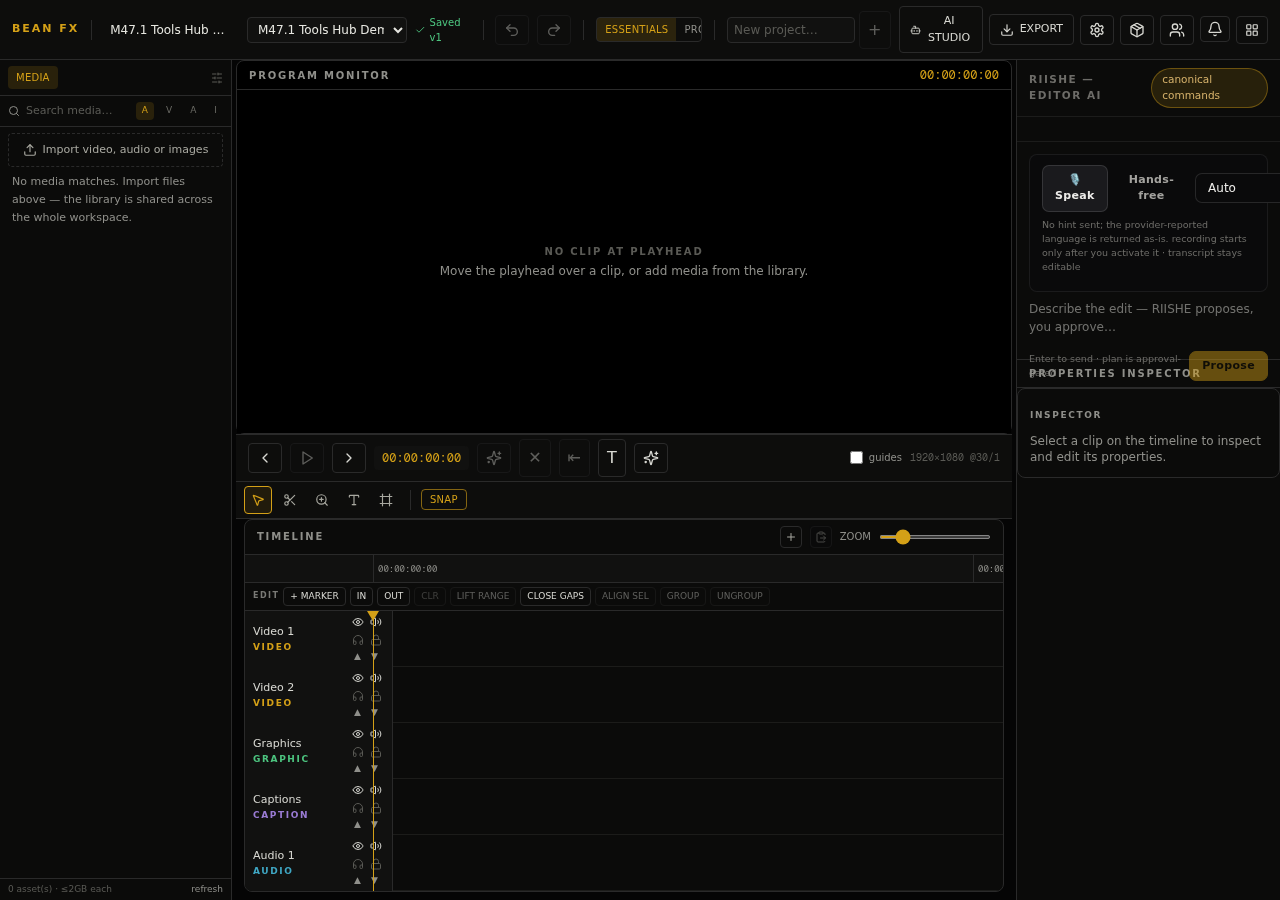 BEAN FX
M47.1 Tools Hub ...
M47.1 Tools Hub Den
Saved
v1
ESSENTIALS
PRO
New project...
AI
STUDIO
EXPORT
MEDIA
Search media...
A
V
A
I
Import video, audio or images
No media matches. Import files
above — the library is shared across
the whole workspace.
0 asset(s) · ≤2GB each
refresh
PROGRAM MONITOR
00:00:00:00
NO CLIP AT PLAYHEAD
Move the playhead over a clip, or add media from the library.
00:00:00:00
T
guides
1920×1080 @30/1
SNAP
TIMELINE
ZOOM
00:00:00:00
00:00
EDIT
+ MARKER
IN
OUT
CLR
LIFT RANGE
CLOSE GAPS
ALIGN SEL
GROUP
UNGROUP
Video 1
VIDEO
Video 2
VIDEO
Graphics
GRAPHIC
Captions
CAPTION
Audio 1
AUDIO
RIISHE —
EDITOR AI
canonical
commands
Speak
Hands-
free
Auto
No hint sent; the provider-reported
language is returned as-is. recording starts
only after you activate it · transcript stays
editable
Describe the edit — RIISHE proposes,
you approve...
Enter to send · plan is approval-
Propose
PROPERTIES INSPECTOR
INSPECTOR
Select a clip on the timeline to inspect
and edit its properties.